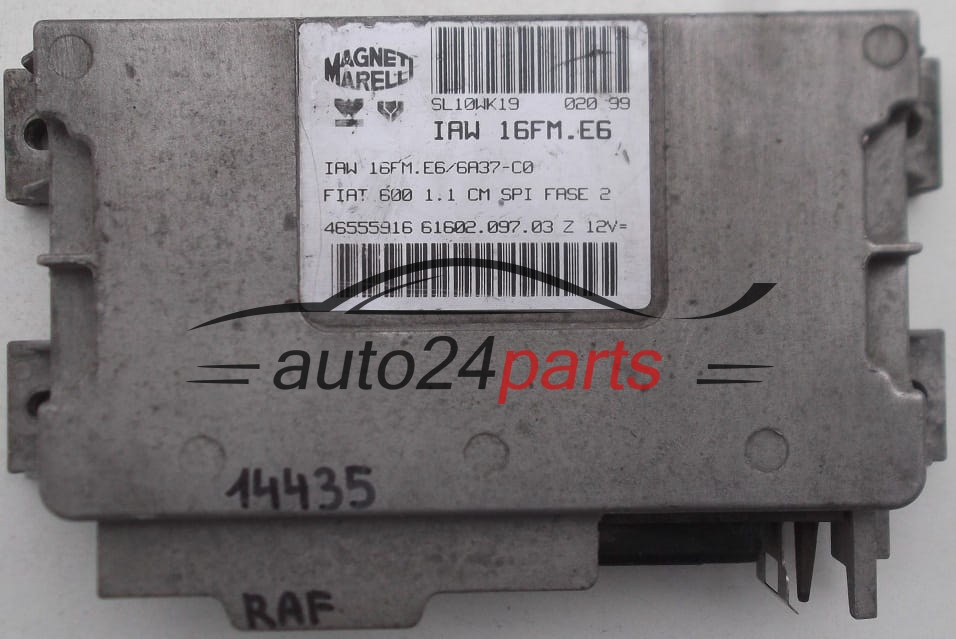 MAGNETI MARELLI
SL10WK19 020 99
IAW 16FM.E6
IAW 16FM.E6/6A37-C0
FIAT 600 1.1 CM SPI FASE 2
46555916 61602.097.03 Z 12V=
auto24parts
14435
RAF